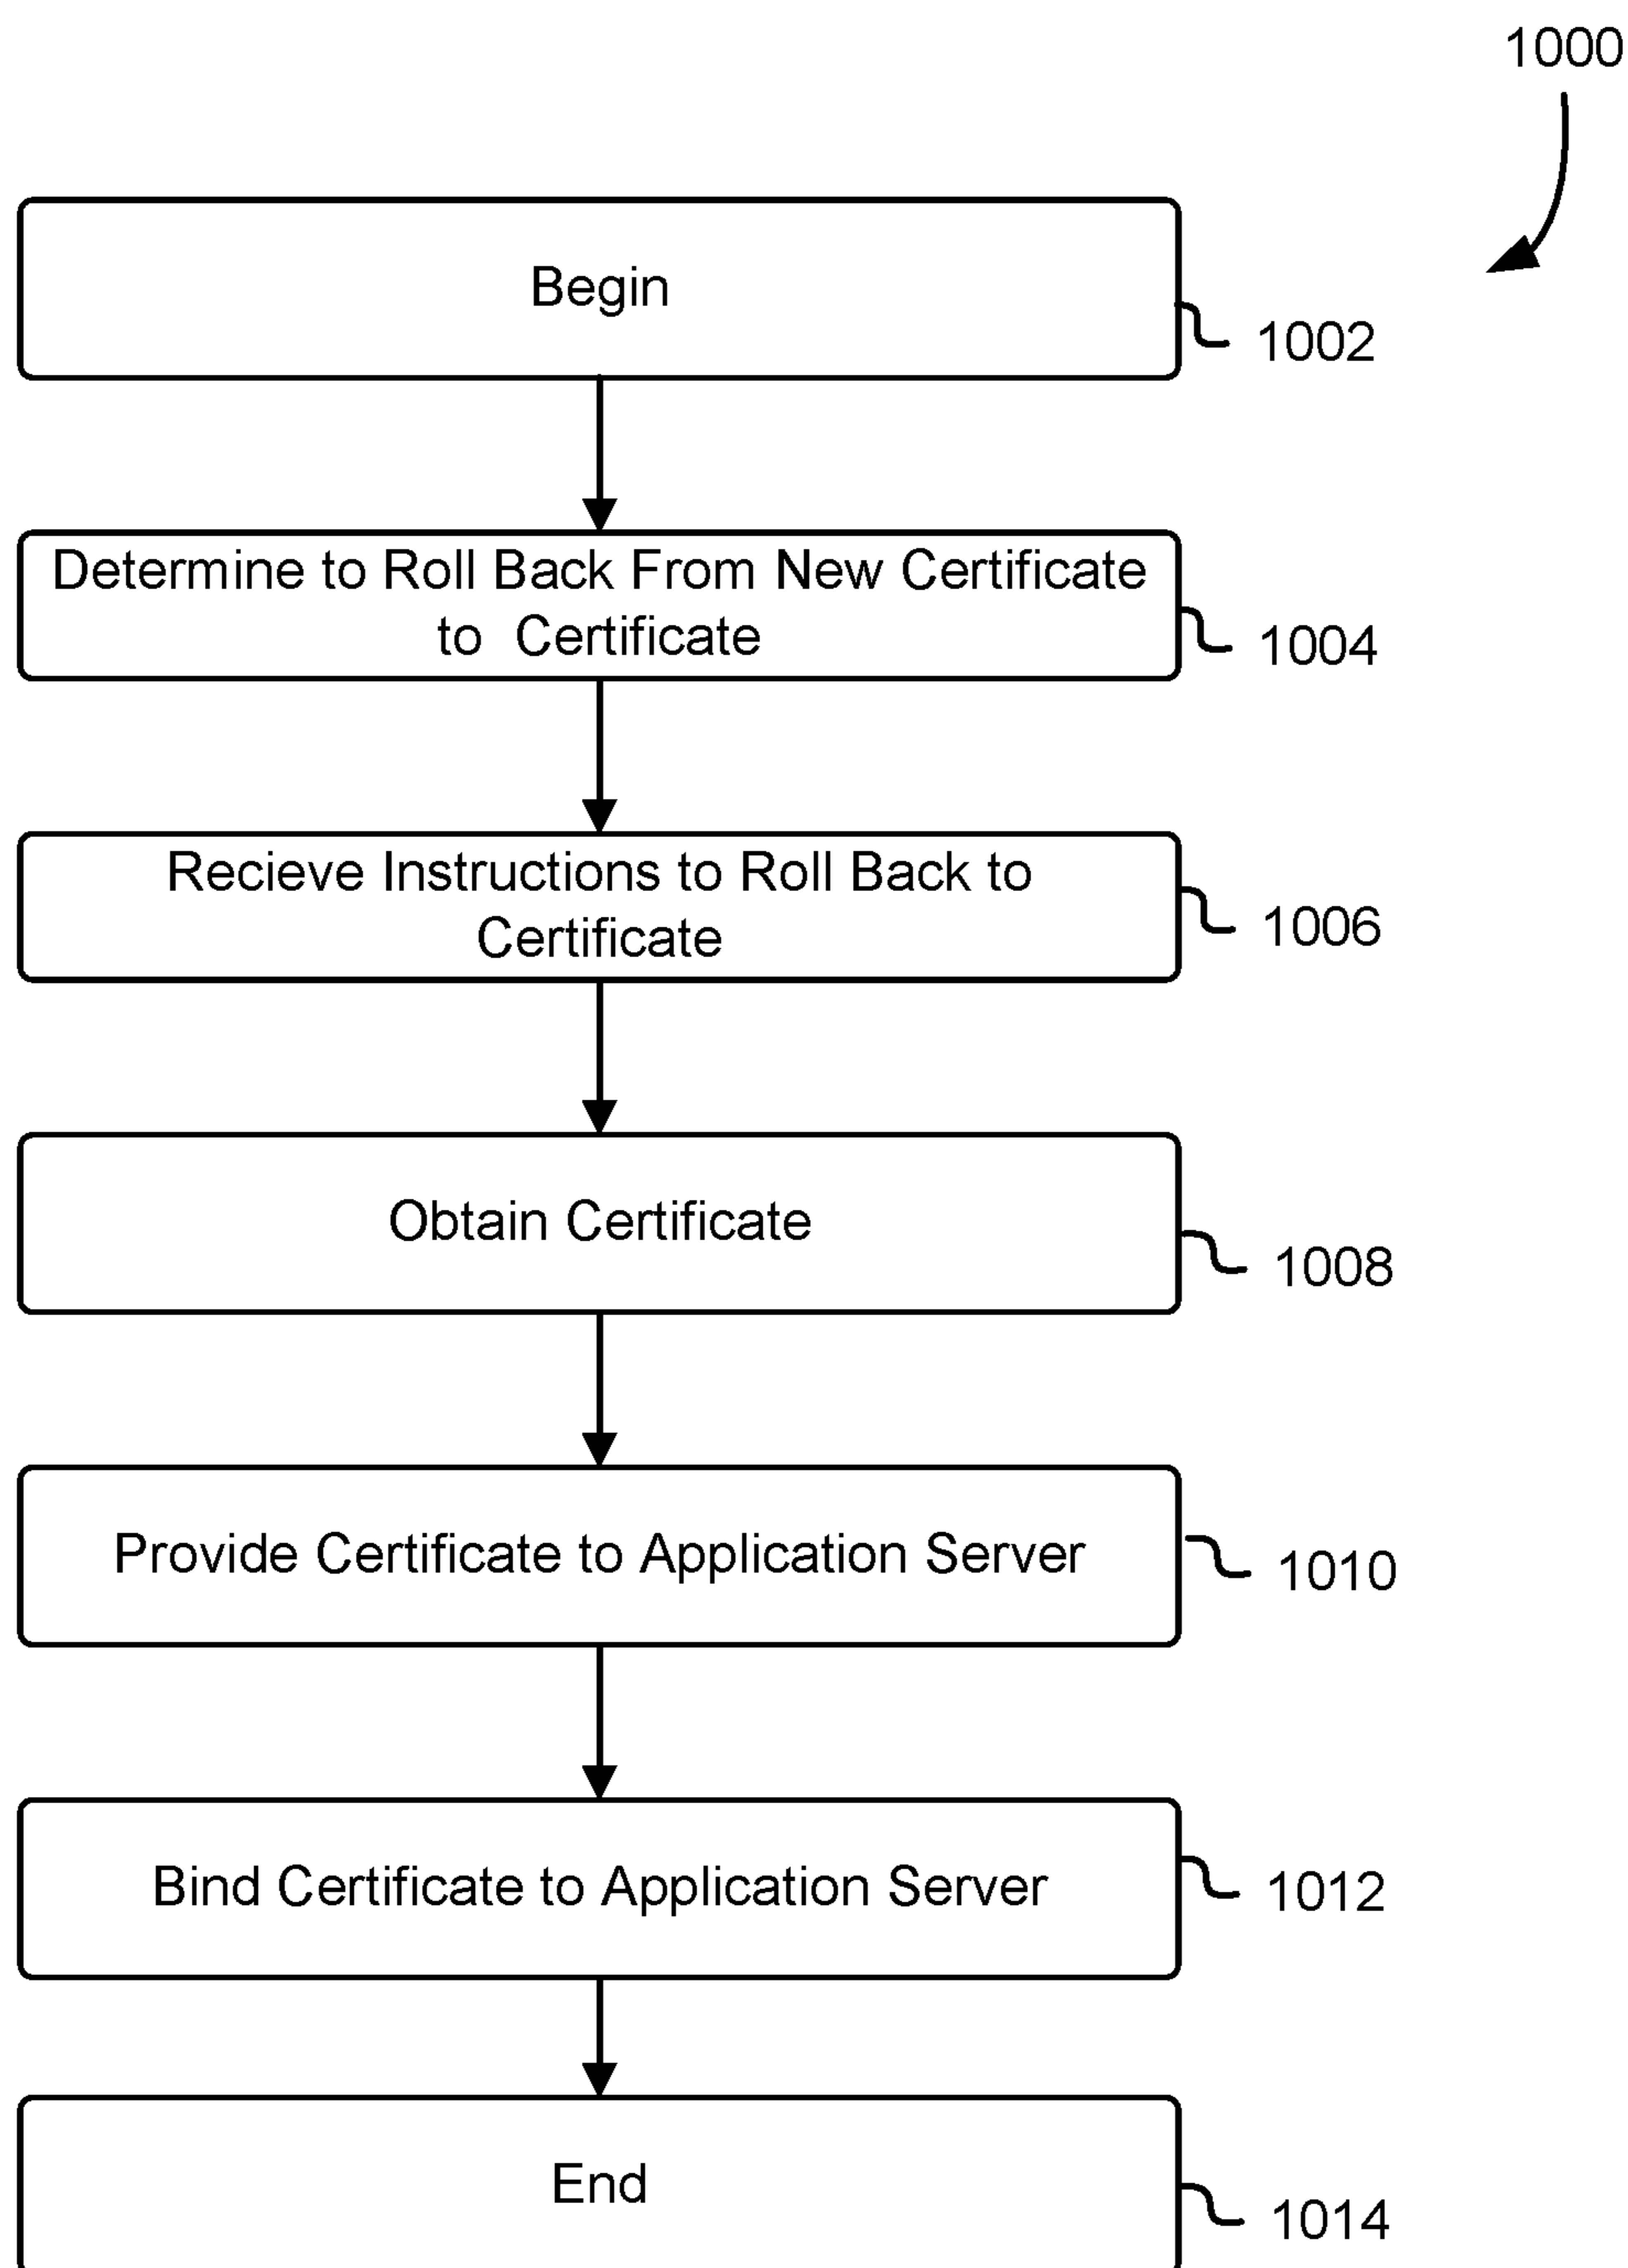 1000
Begin
1002
Determine to Roll Back From New Certificate
to  Certificate
1004
Recieve Instructions to Roll Back to
Certificate
1006
Obtain Certificate
1008
Provide Certificate to Application Server
1010
Bind Certificate to Application Server
1012
End
1014